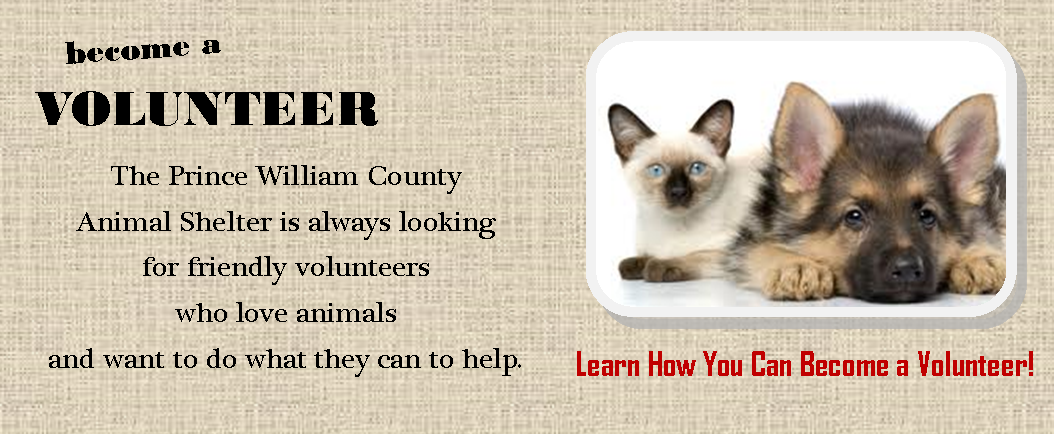 become a
VOLUNTEER
The Prince William County
Animal Shelter is always looking
for friendly volunteers
who love animals
and want to do what they can to help.
Learn How You Can Become a Volunteer!